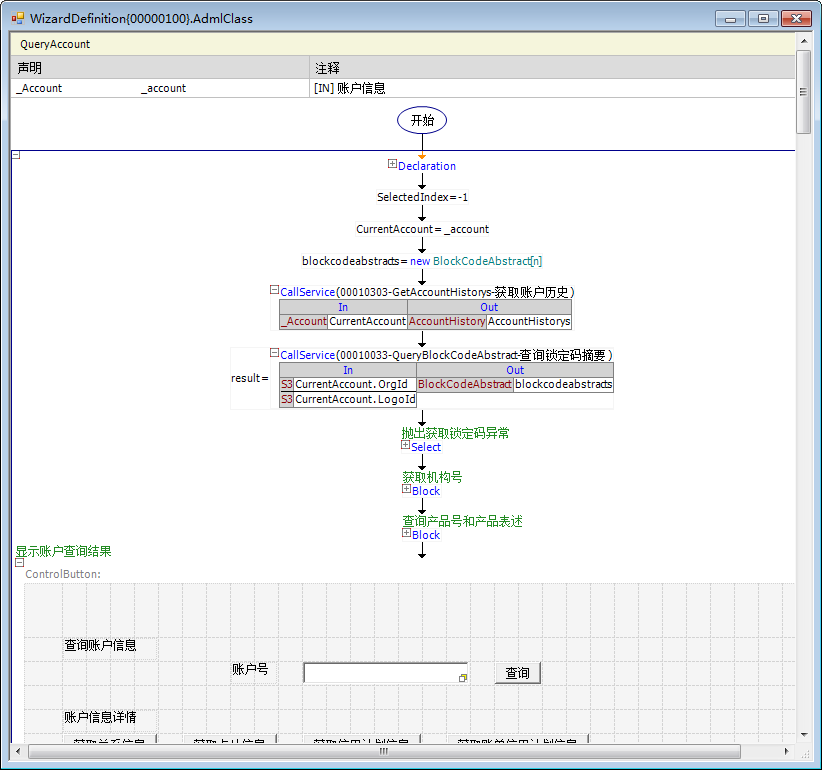 WizardDefinition{00000100}.AdmlClass
QueryAccount
声明 注释
_Account _account [IN] 账户信息
开始
Declaration
SelectedIndex=-1
CurrentAccount=_account
blockcodeabstracts= new BlockCodeAbstract[n]
CallService(00010303-GetAccountHistorys-获取账户历史)
In Out
_Account CurrentAccount AccountHistory AccountHistorys
CallService(00010033-QueryBlockCodeAbstract-查询锁定码摘要)
In Out
result= S3 CurrentAccount.OrgId BlockCodeAbstract blockcodeabstracts
S3 CurrentAccount.LogoId
抛出获取锁定码异常
Select
获取机构号
Block
查询产品号和产品表述
Block
显示账户查询结果
ControlButton:
查询账户信息
账户号 查询
账户信息详情